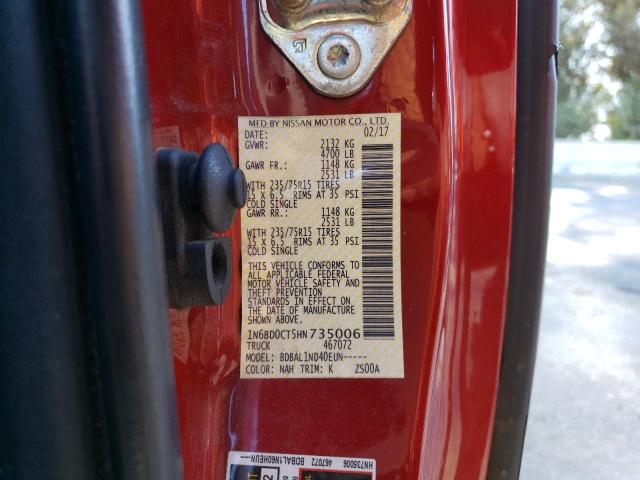 MFD BY NISSAN MOTOR CO., LTD.
DATE: 02/17
GVWR: 2132 KG
4700 LB
GAWR FR.: 1148 KG
2531 LB
WITH 235/75R15 TIRES
15 X 6.5 RIMS AT 35 PSI
COLD SINGLE
GAWR RR.: 1148 KG
2531 LB
WITH 235/75R15 TIRES
15 X 6.5 RIMS AT 35 PSI
COLD SINGLE
THIS VEHICLE CONFORMS TO
ALL APPLICABLE FEDERAL
MOTOR VEHICLE SAFETY AND
THEFT PREVENTION
STANDARDS IN EFFECT ON
THE DATE OF MANUFACTURE
SHOWN ABOVE.
1N6BD0CT5HN735006
TRUCK 467072
MODEL: BDBAL1ND40EUN-----
COLOR: NAH TRIM: K ZS00A
HN735006 467072 BDBAL1N60HEUN---